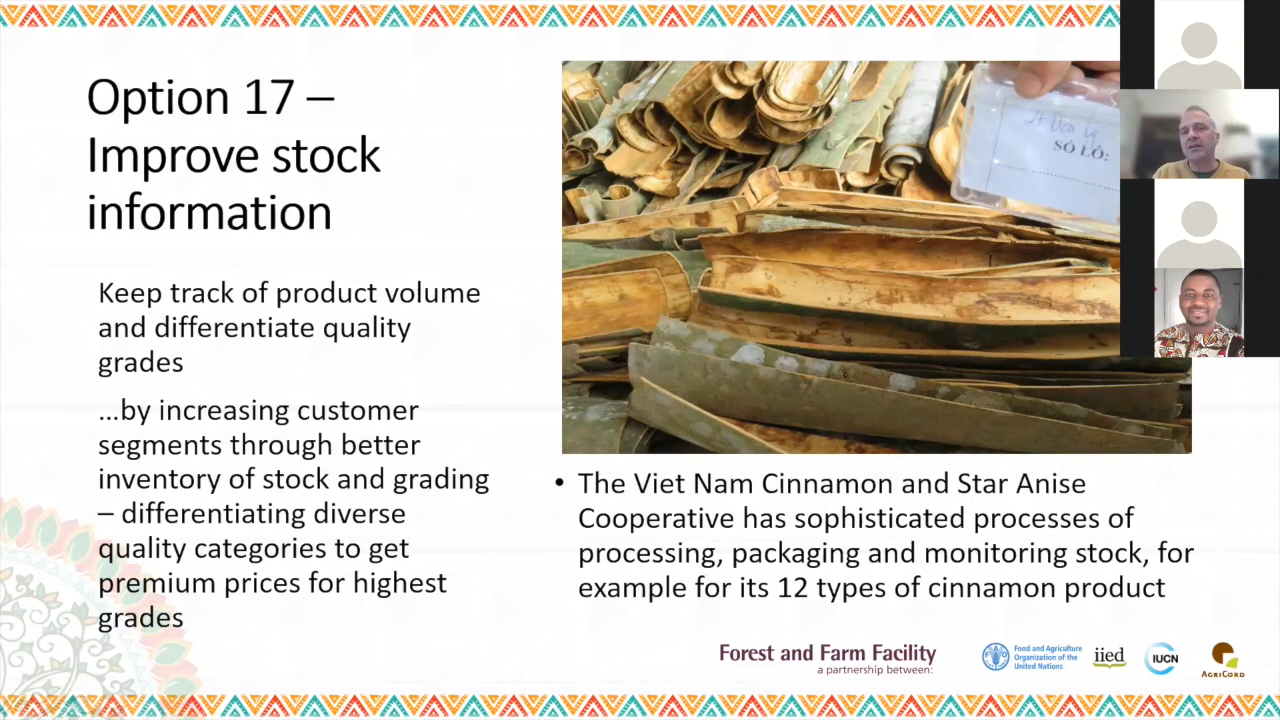 Option 17 –
Improve stock
information
Keep track of product volume
and differentiate quality
grades
...by increasing customer
segments through better
inventory of stock and grading
– differentiating diverse
quality categories to get
premium prices for highest
grades
SỐ LÔ:
• The Viet Nam Cinnamon and Star Anise
Cooperative has sophisticated processes of
processing, packaging and monitoring stock, for
example for its 12 types of cinnamon product
Forest and Farm Facility
a partnership between:
Food and Agriculture
Organization of the
United Nations
iied
IUCN
AGRICORD